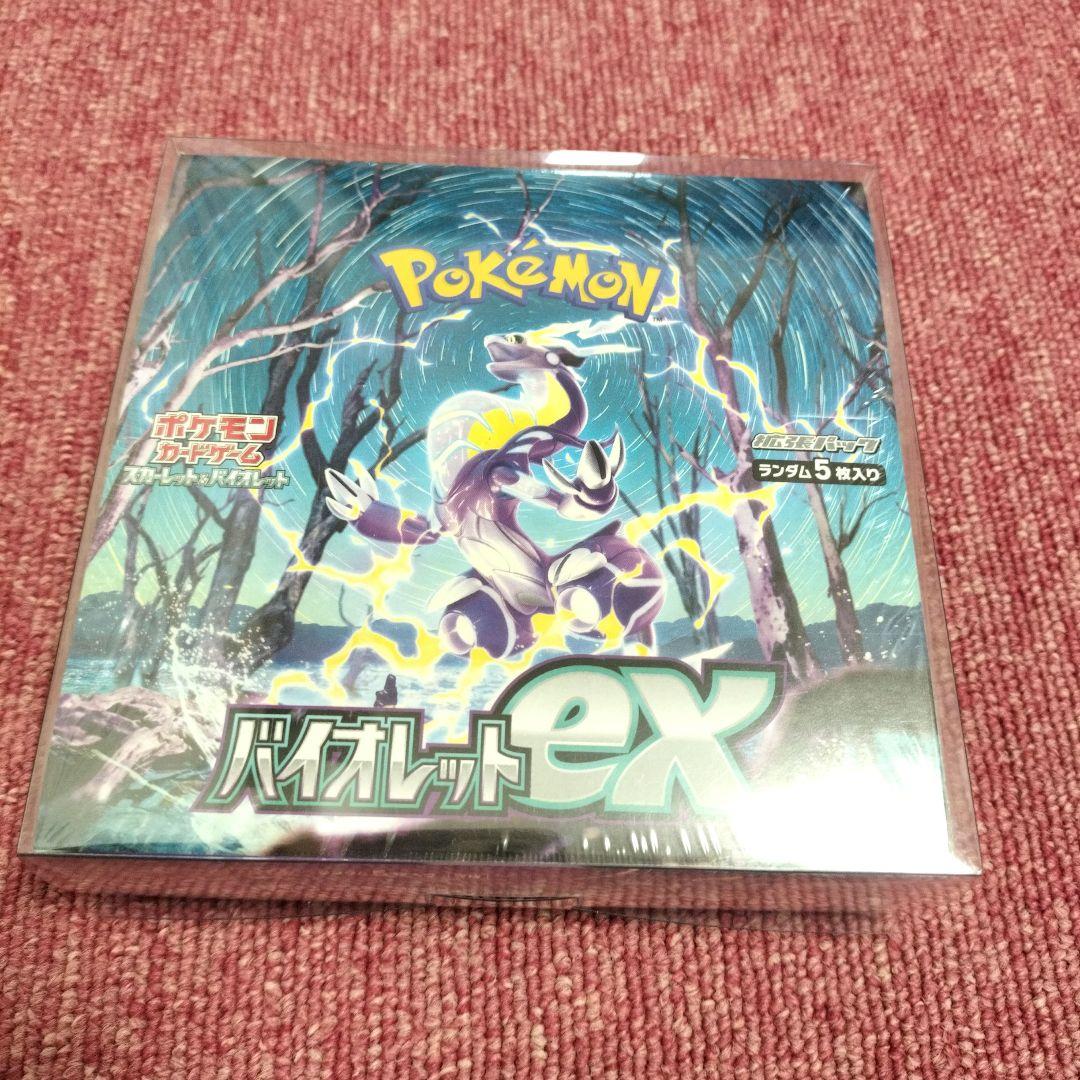 POKéMON
TM
ポケモン
カードゲーム
スカーレット&バイオレット
拡張パック
ランダム5枚入り
バイオレットex